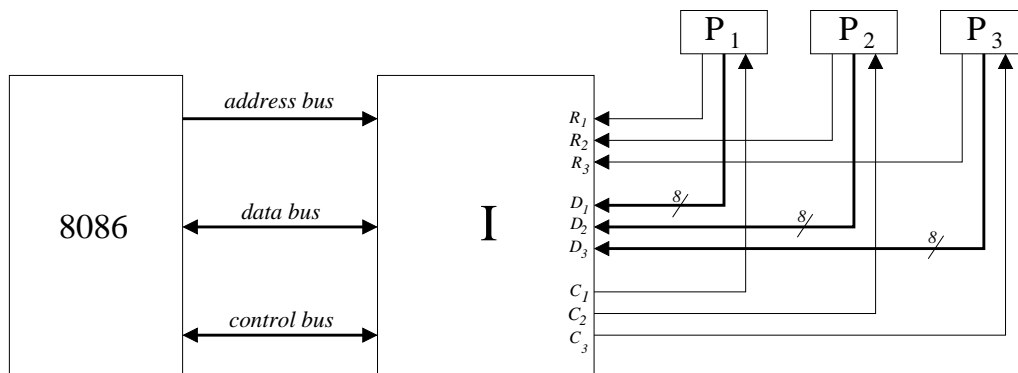 P1 P2 P3
address bus
R1
R2
R3
8086
data bus
I
D1
8
D2
8
D3
8
control bus
C1
C2
C3